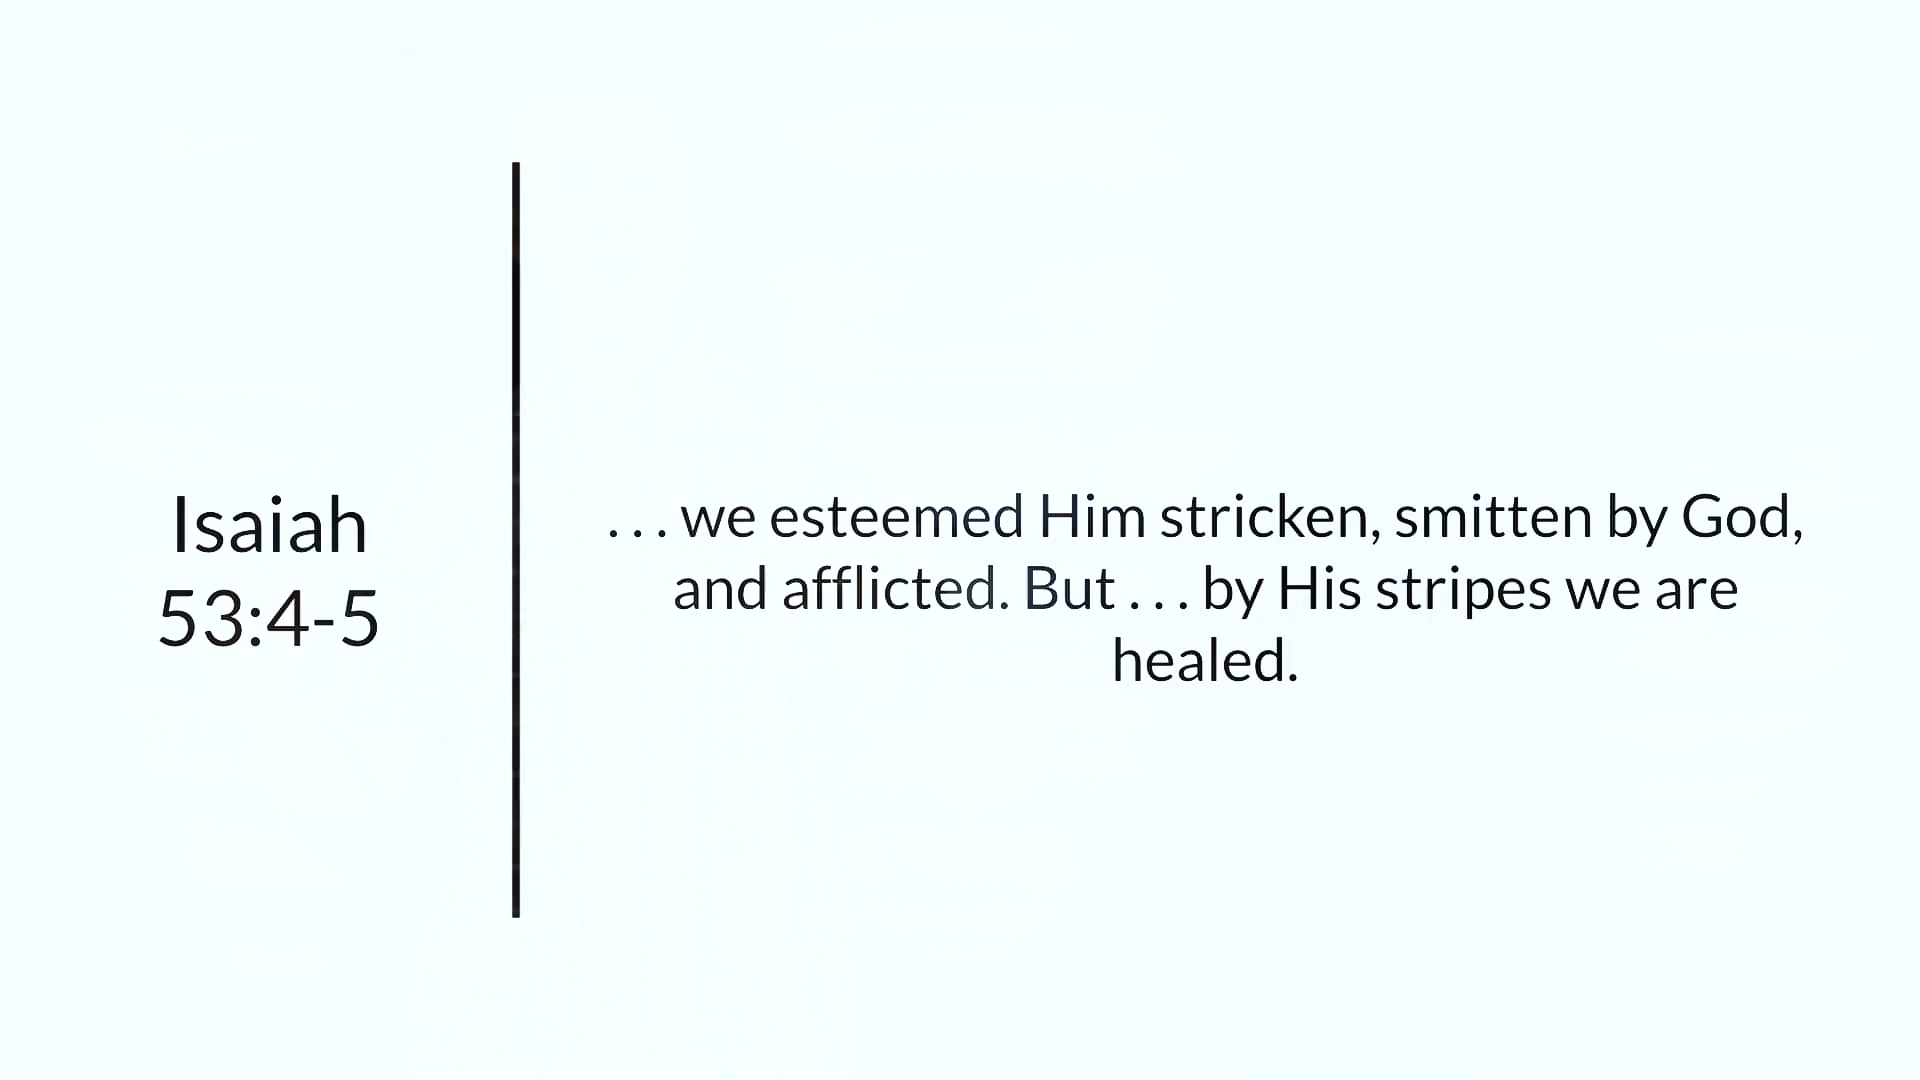 Isaiah
53:4-5
. . . we esteemed Him stricken, smitten by God,
and afflicted. But . . . by His stripes we are
healed.